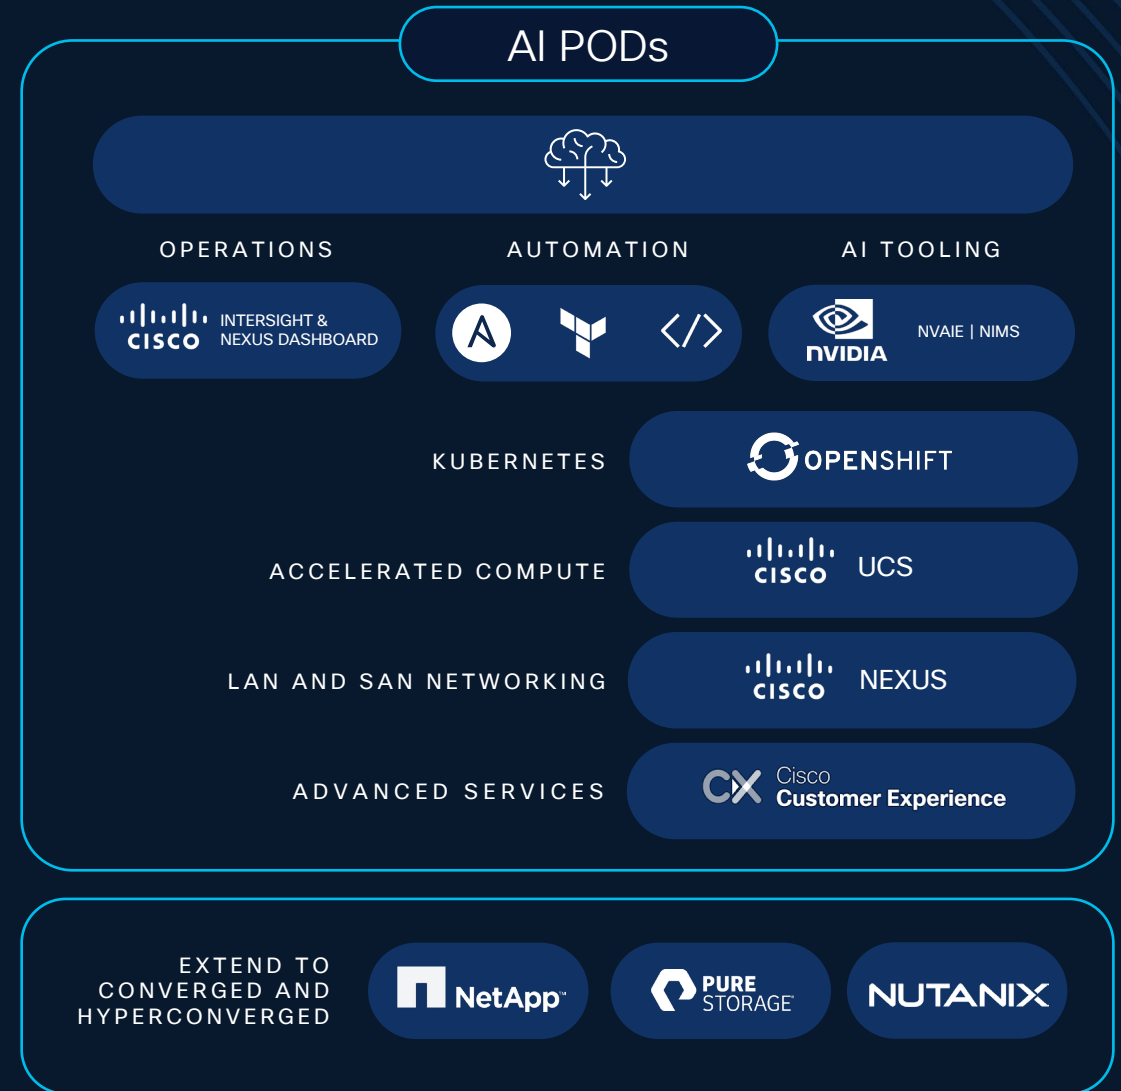 AI PODs
OPERATIONS
AUTOMATION
AI TOOLING
CISCO
INTERSIGHT &
NEXUS DASHBOARD
</>
NVIDIA
NVAIE | NIMS
KUBERNETES
OPENSHIFT
ACCELERATED COMPUTE
CISCO
UCS
LAN AND SAN NETWORKING
CISCO
NEXUS
ADVANCED SERVICES
CX
Cisco
Customer Experience
EXTEND TO
CONVERGED AND
HYPERCONVERGED
NetApp™
PURE
STORAGE®
NUTANIX